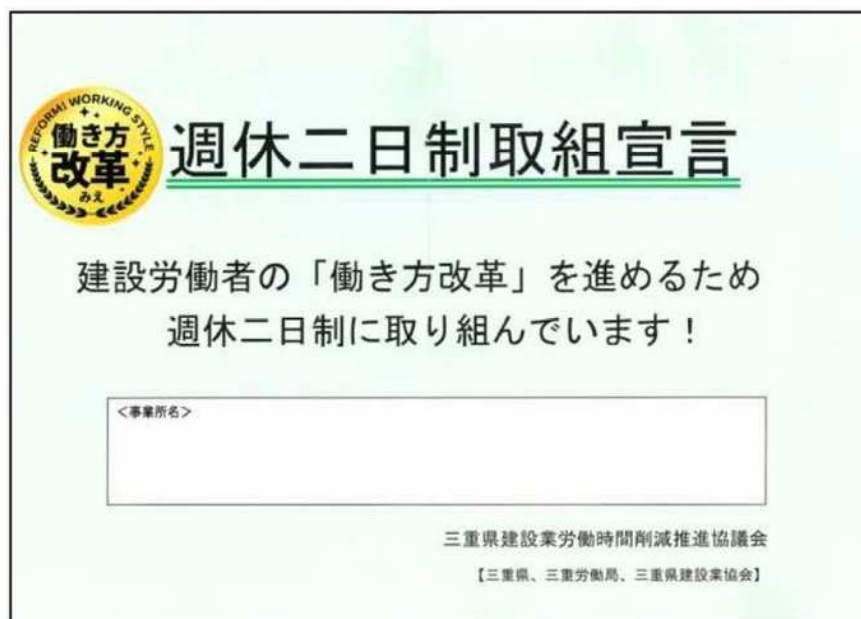 REFORM! WORKING STYLE
働き方
改革
みえ
週休二日制取組宣言
建設労働者の「働き方改革」を進めるため
週休二日制に取り組んでいます！
＜事業所名＞
三重県建設業労働時間削減推進協議会
【三重県、三重労働局、三重県建設業協会】